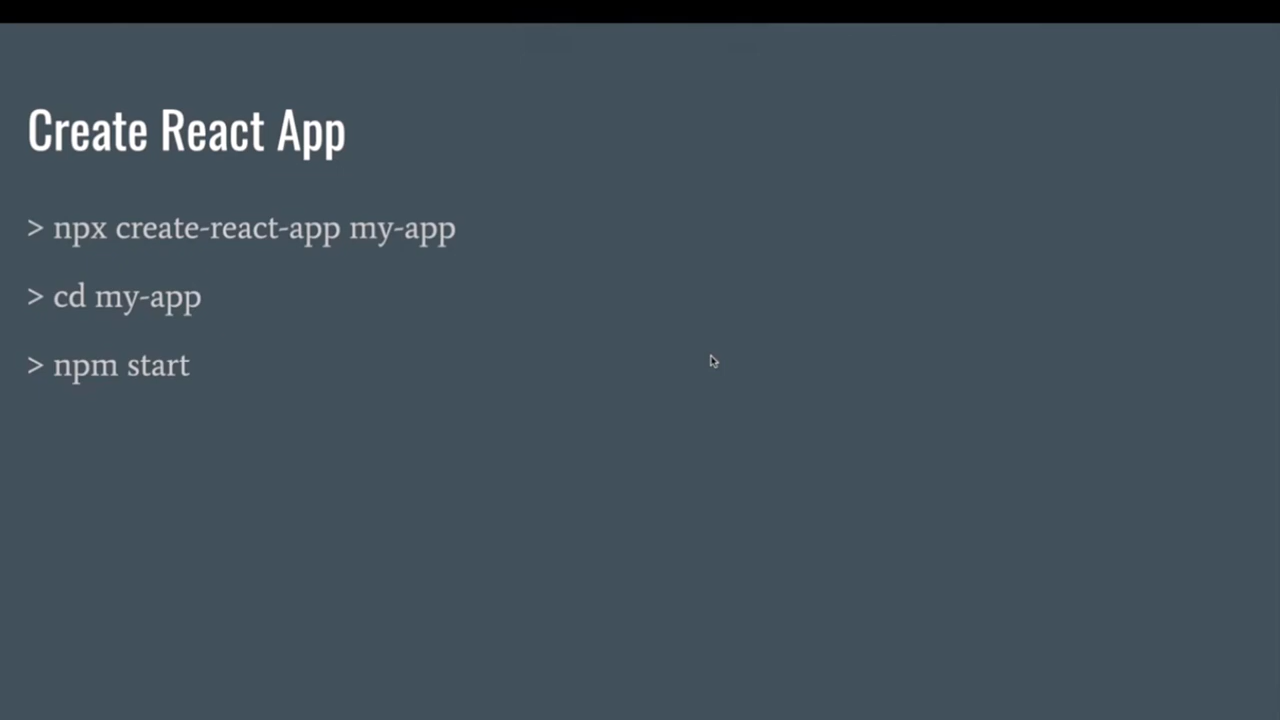 Create React App
> npx create-react-app my-app
> cd my-app
> npm start